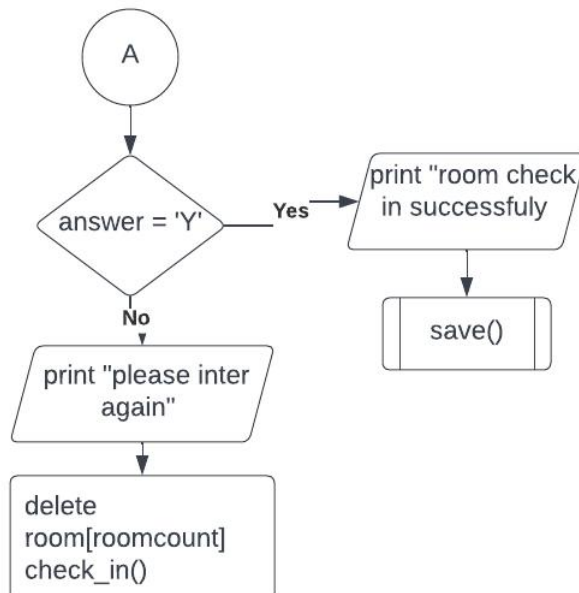 A
answer = 'Y'
Yes
print "room check
in successfuly
save()
No
print "please inter
again"
delete
room[roomcount]
check_in()